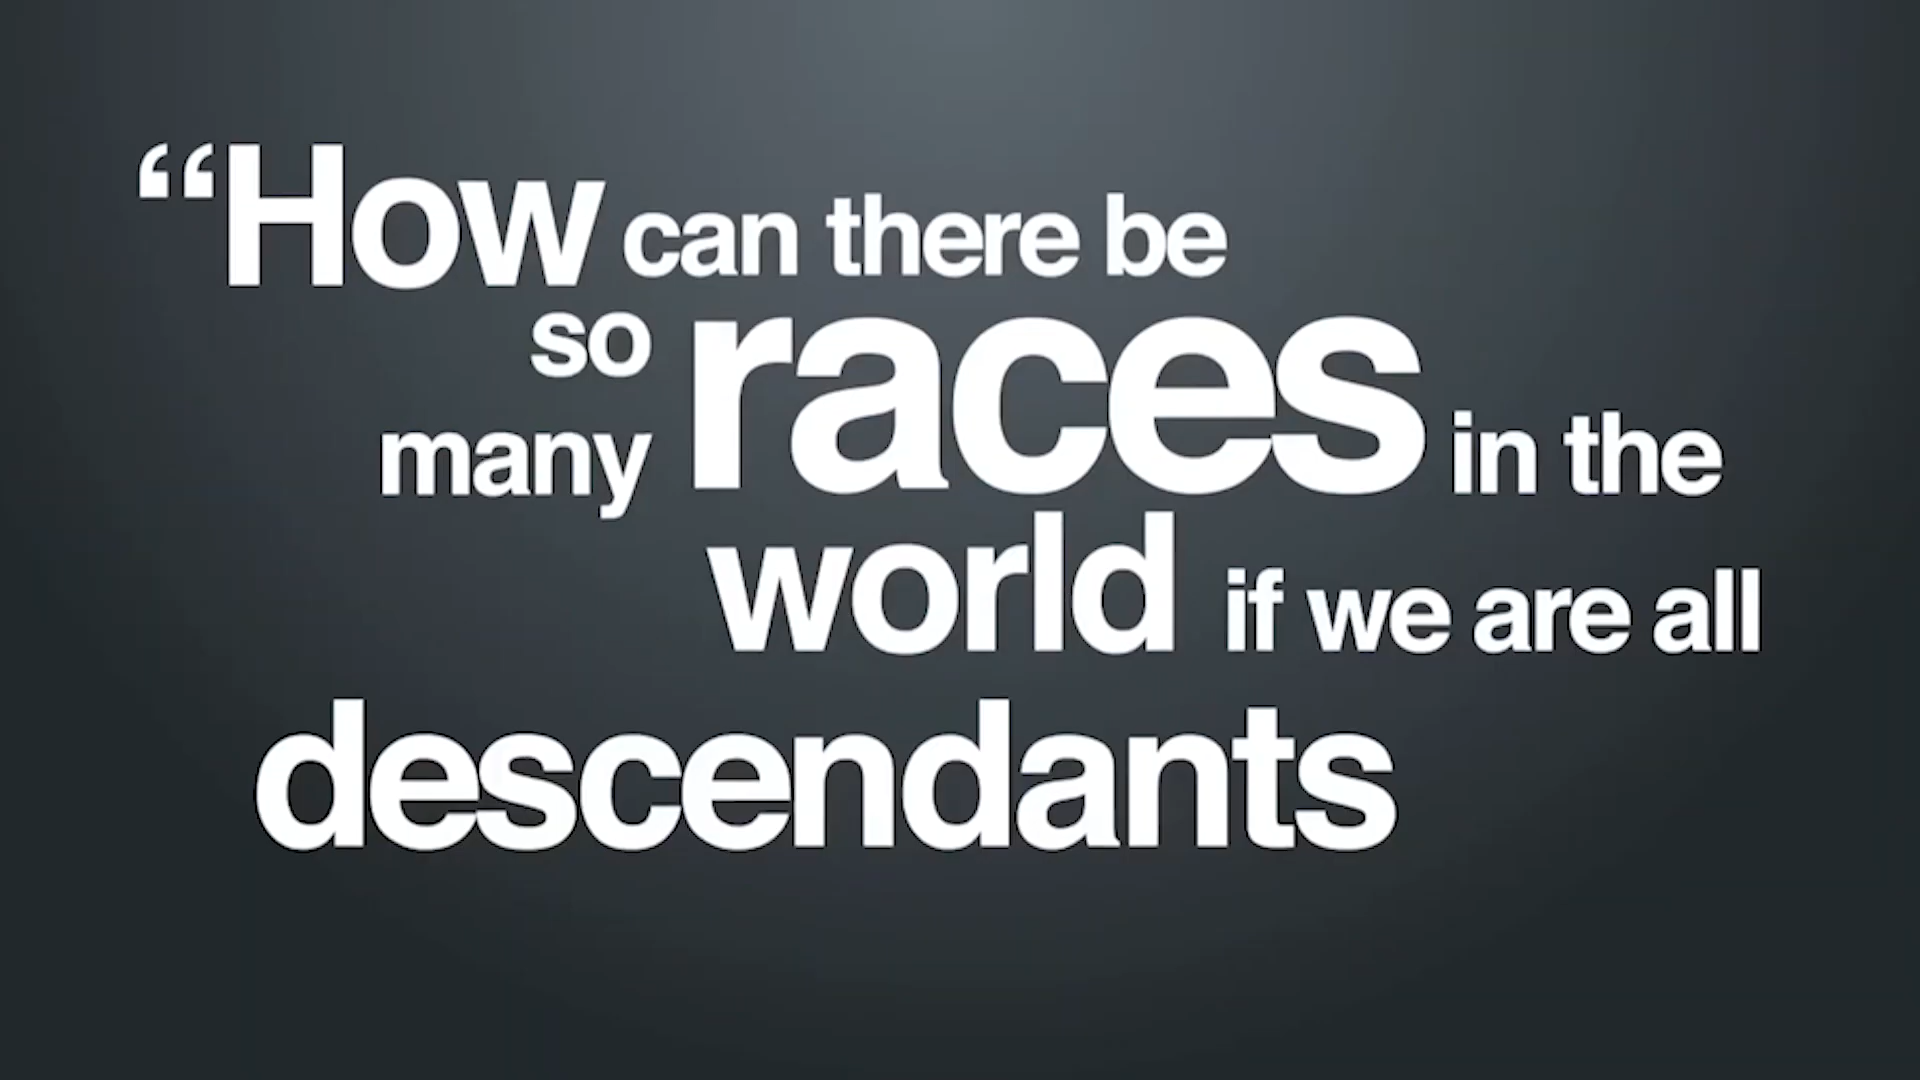 “How can there be
so
many races in the
world if we are all
descendants